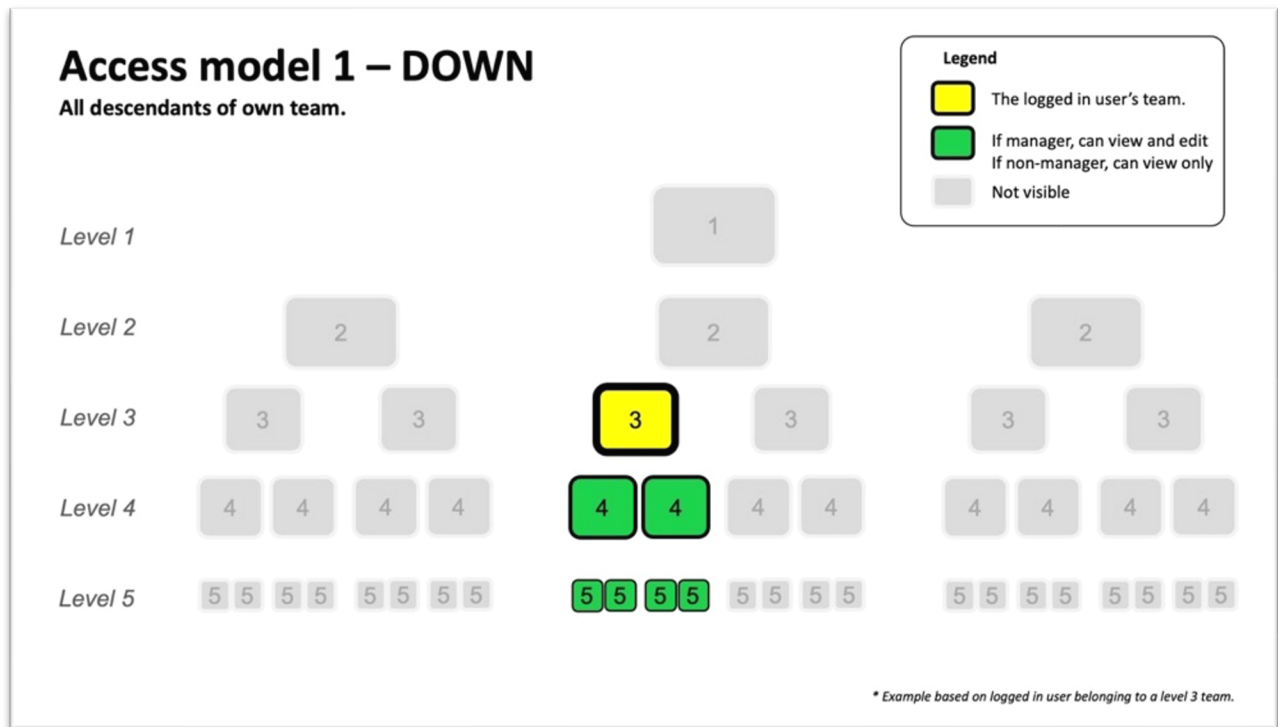 Access model 1 – DOWN
All descendants of own team.
Legend
The logged in user's team.
If manager, can view and edit
If non-manager, can view only
Not visible
Level 1
1
Level 2
2 2 2
Level 3
3 3 3 3 3 3
Level 4
4 4 4 4 4 4 4 4 4 4 4 4
Level 5
5 5 5 5 5 5 5 5 5 5 5 5 5 5 5 5 5 5 5 5 5 5 5 5
* Example based on logged in user belonging to a level 3 team.